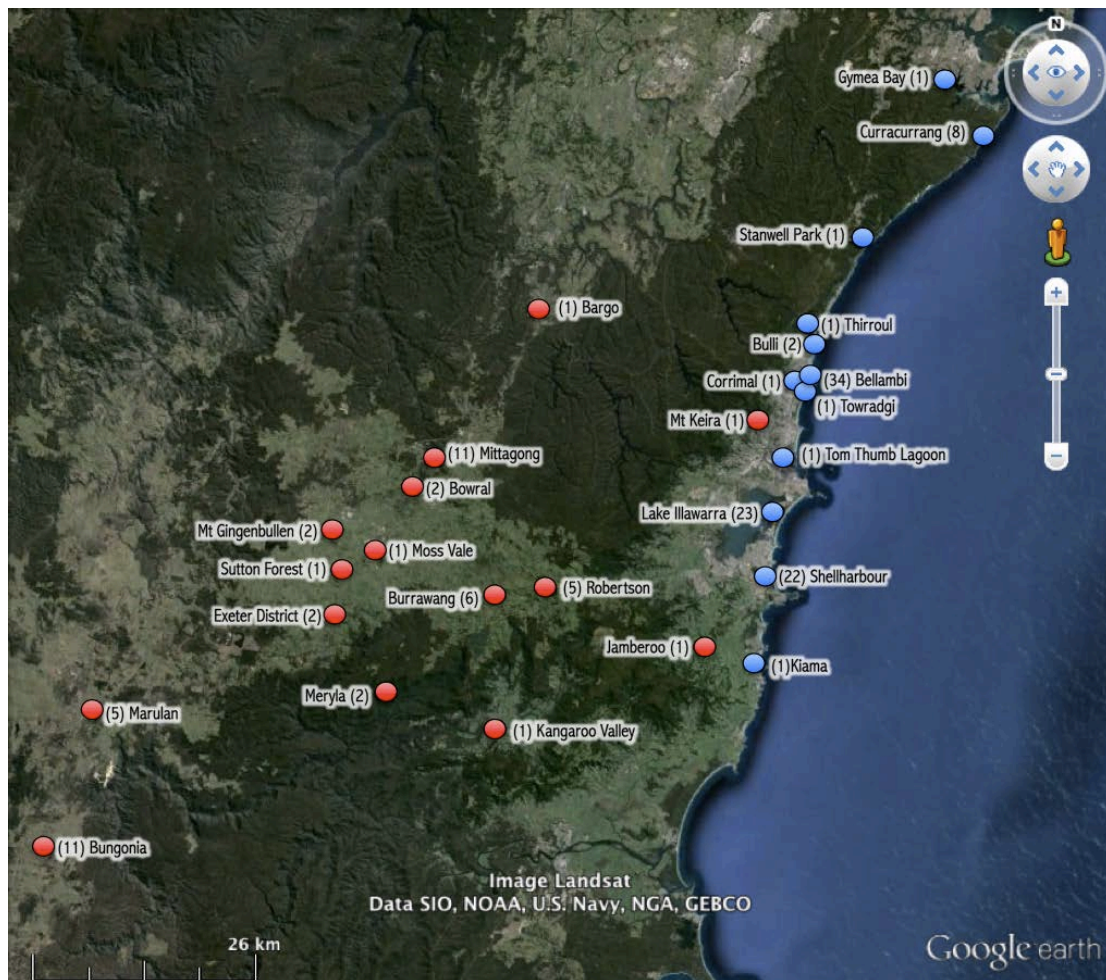 N
Gymea Bay (1)
Curracurrang (8)
Stanwell Park (1)
(1) Bargo
(1) Thirroul
Bulli (2)
Corrimal (1)
(34) Bellambi
(1) Towradgi
Mt Keira (1)
(11) Mittagong
(1) Tom Thumb Lagoon
(2) Bowral
Lake Illawarra (23)
Mt Gingenbullen (2)
(1) Moss Vale
Sutton Forest (1)
(22) Shellharbour
(5) Robertson
Burrawang (6)
Exeter District (2)
Jamberoo (1)
(1)Kiama
Meryla (2)
(5) Marulan
(1) Kangaroo Valley
(11) Bungonia
Image Landsat
Data SIO, NOAA, U.S. Navy, NGA, GEBCO
26 km
Google earth